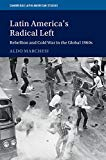 CAMBRIDGE LATIN AMERICAN STUDIES
Latin America's
Radical Left
Rebellion and Cold War in the Global 1960s
ALDO MARCHESI